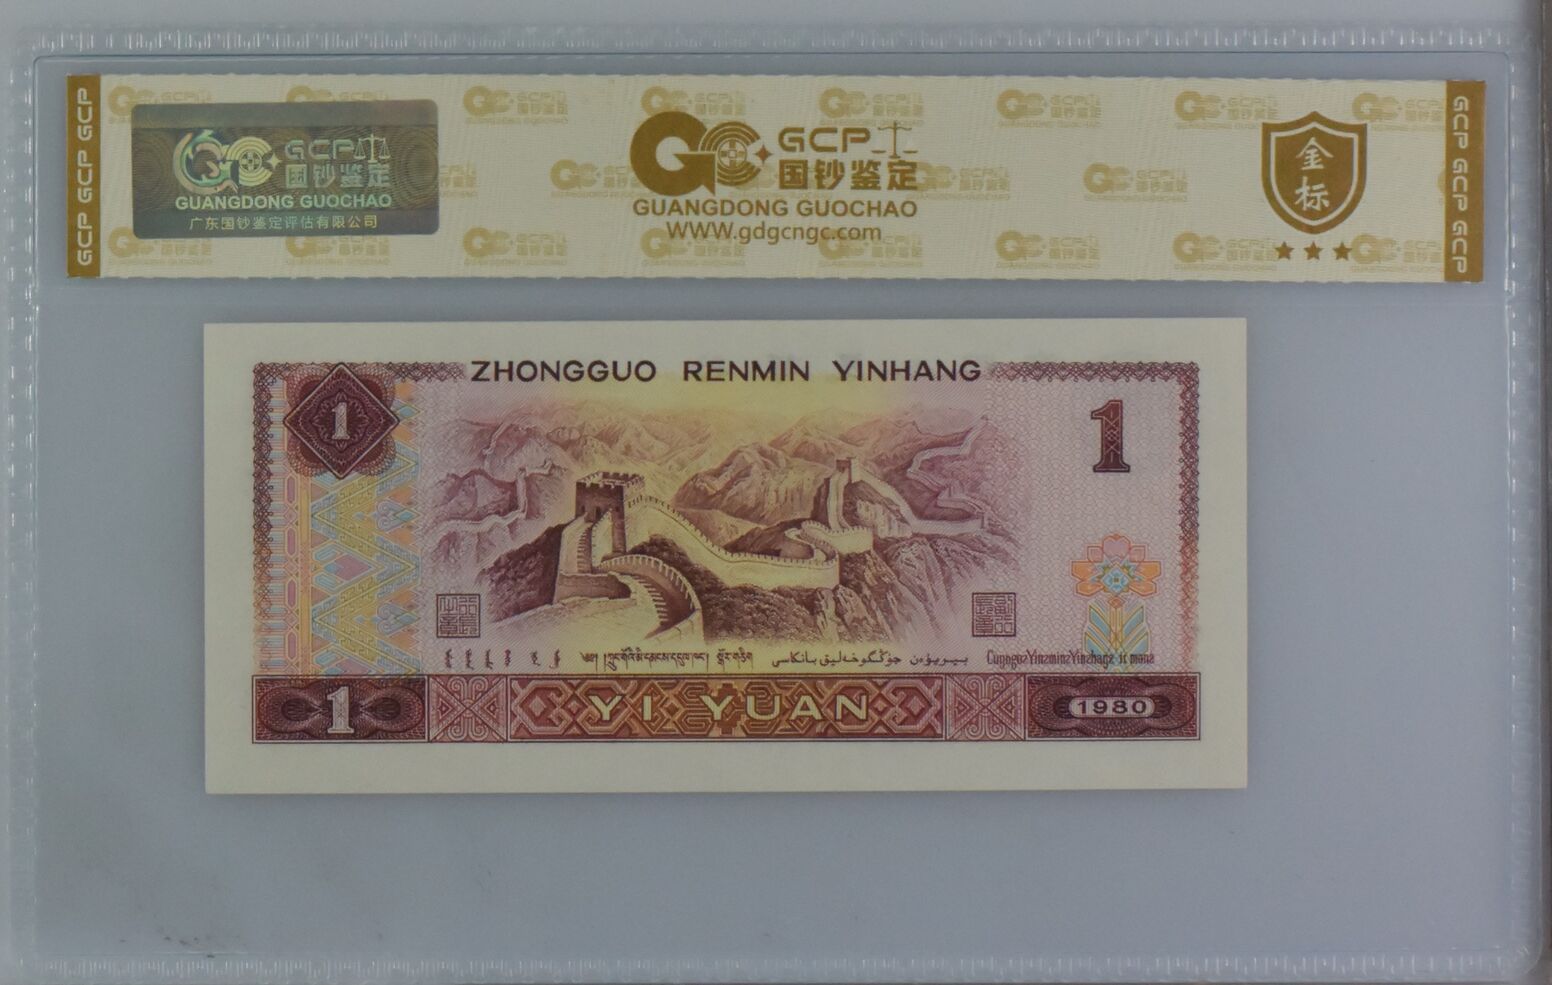 GCP GCP GCP
GCP
国钞鉴定
GUANGDONG GUOCHAO
广东国钞鉴定评估有限公司
GCP
国钞鉴定
GUANGDONG GUOCHAO
WWW.gdgcngc.com
金
标
GCP GCP GCP
ZHONGGUO RENMIN YINHANG
1
1
1
YI YUAN
1980